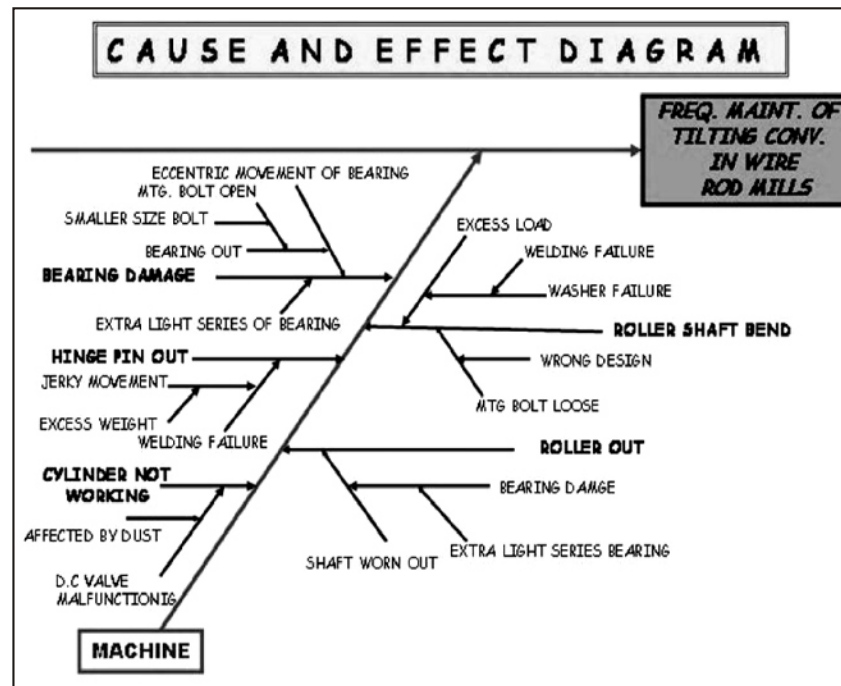 CAUSE AND EFFECT DIAGRAM
FREQ. MAINT. OF
TILTING CONV.
IN WIRE
ROD MILLS
ECCENTRIC MOVEMENT OF BEARING
MTG. BOLT OPEN
SMALLER SIZE BOLT
BEARING OUT
BEARING DAMAGE
EXTRA LIGHT SERIES OF BEARING
EXCESS LOAD
WELDING FAILURE
WASHER FAILURE
ROLLER SHAFT BEND
WRONG DESIGN
MTG BOLT LOOSE
HINGE PIN OUT
JERKY MOVEMENT
EXCESS WEIGHT
WELDING FAILURE
ROLLER OUT
BEARING DAMGE
EXTRA LIGHT SERIES BEARING
SHAFT WORN OUT
CYLINDER NOT
WORKING
AFFECTED BY DUST
D.C VALVE
MALFUNCTIONIG
MACHINE